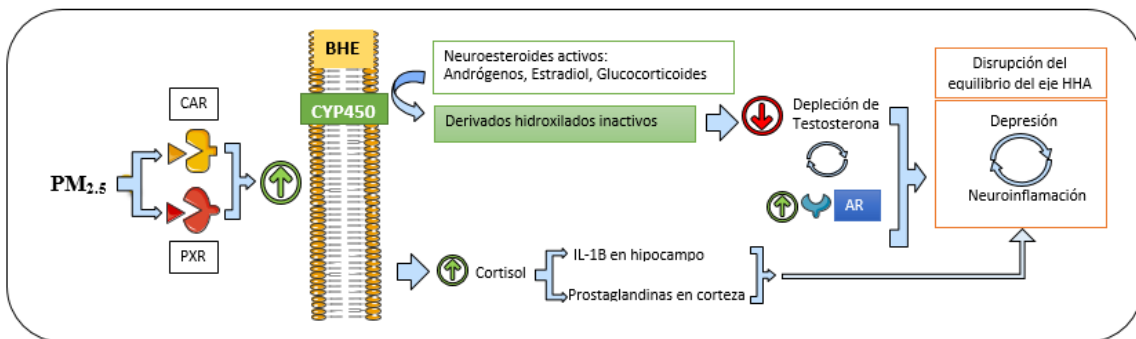 PM2.5
CAR
PXR
BHE
CYP450
Neuroesteroides activos:
Andrógenos, Estradiol, Glucocorticoides
Derivados hidroxilados inactivos
Depleción de
Testosterona
AR
Cortisol
IL-1B en hipocampo
Prostaglandinas en corteza
Disrupción del
equilibrio del eje HHA
Depresión
Neuroinflamación